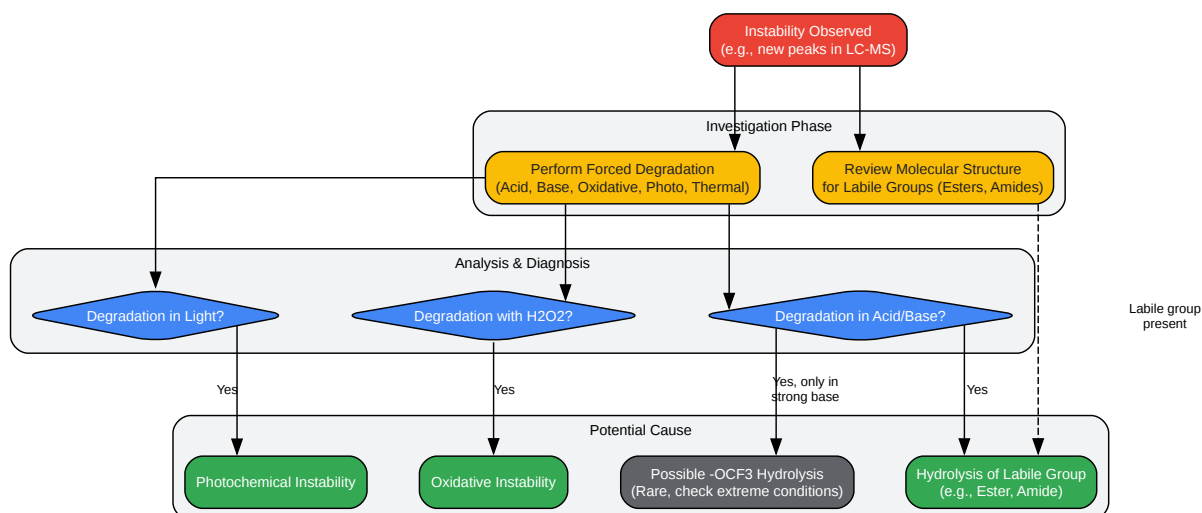 Instability Observed
(e.g., new peaks in LC-MS)
Investigation Phase
Perform Forced Degradation
(Acid, Base, Oxidative, Photo, Thermal)
Review Molecular Structure
for Labile Groups (Esters, Amides)
Analysis & Diagnosis
Degradation in Light?
Degradation with H2O2?
Degradation in Acid/Base?
Labile group
present
Yes
Yes
Yes, only in
strong base
Yes
Potential Cause
Photochemical Instability
Oxidative Instability
Possible -OCF3 Hydrolysis
(Rare, check extreme conditions)
Hydrolysis of Labile Group
(e.g., Ester, Amide)